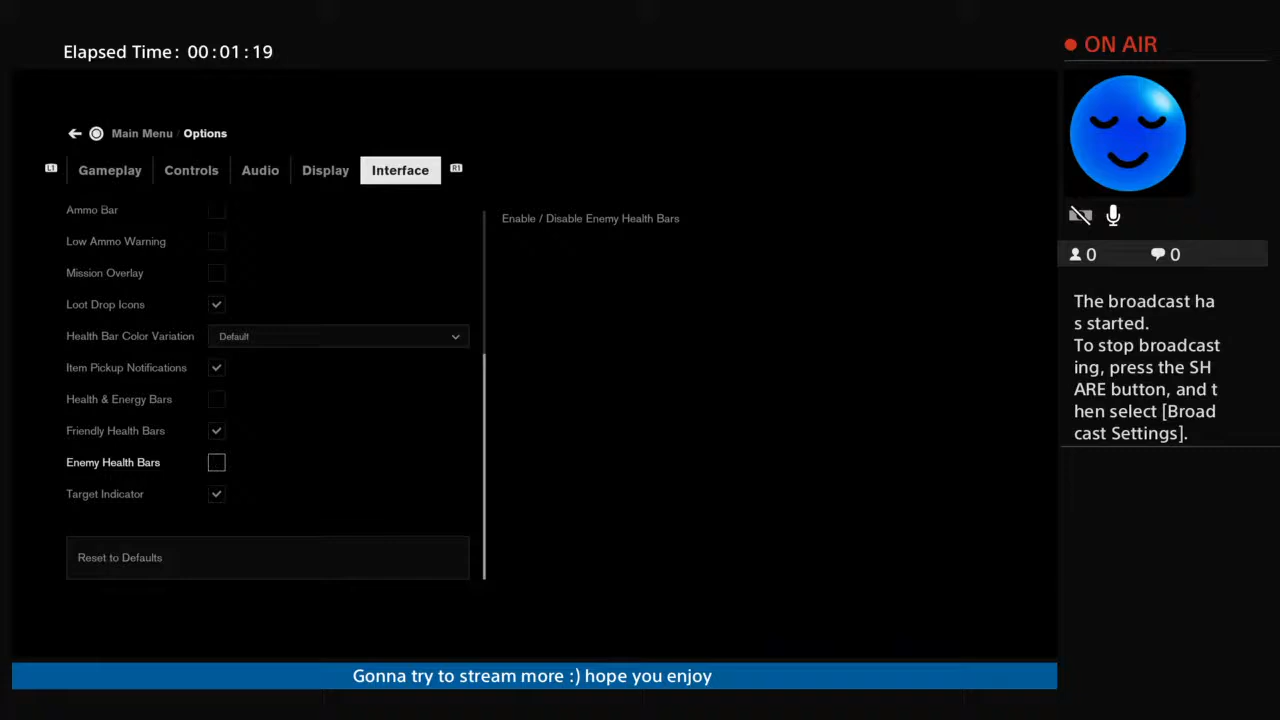 Elapsed Time: 00:01:19
ON AIR
Main Menu / Options
L1 Gameplay Controls Audio Display Interface R1
Ammo Bar
Low Ammo Warning
Mission Overlay
Loot Drop Icons
Health Bar Color Variation Default
Item Pickup Notifications
Health & Energy Bars
Friendly Health Bars
Enemy Health Bars
Target Indicator
Reset to Defaults
Enable / Disable Enemy Health Bars
0 0
The broadcast ha
s started.
To stop broadcast
ing, press the SH
ARE button, and t
hen select [Broad
cast Settings].
Gonna try to stream more :) hope you enjoy